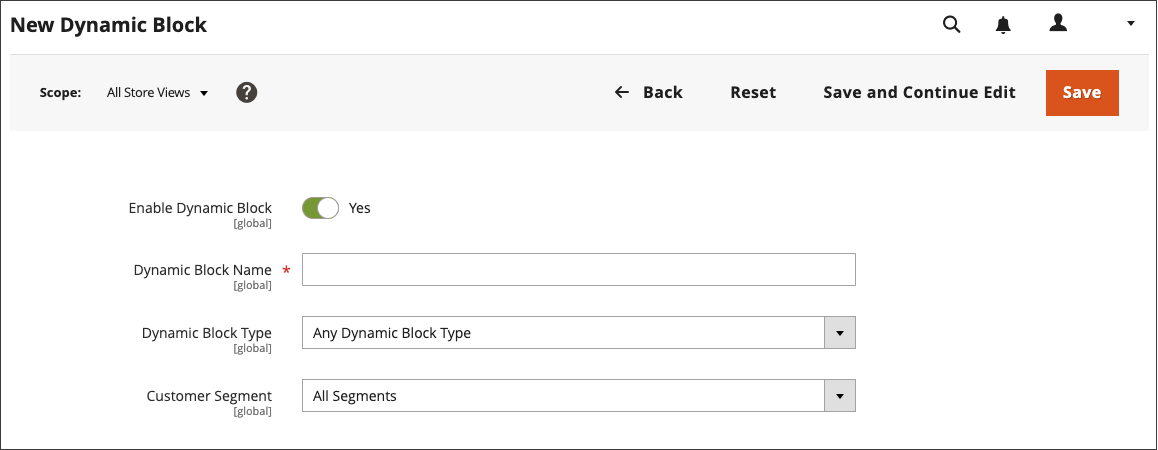 New Dynamic Block
Scope: All Store Views ?
← Back Reset Save and Continue Edit Save
Enable Dynamic Block Yes
[global]
Dynamic Block Name *
[global]
Dynamic Block Type Any Dynamic Block Type
[global]
Customer Segment All Segments
[global]